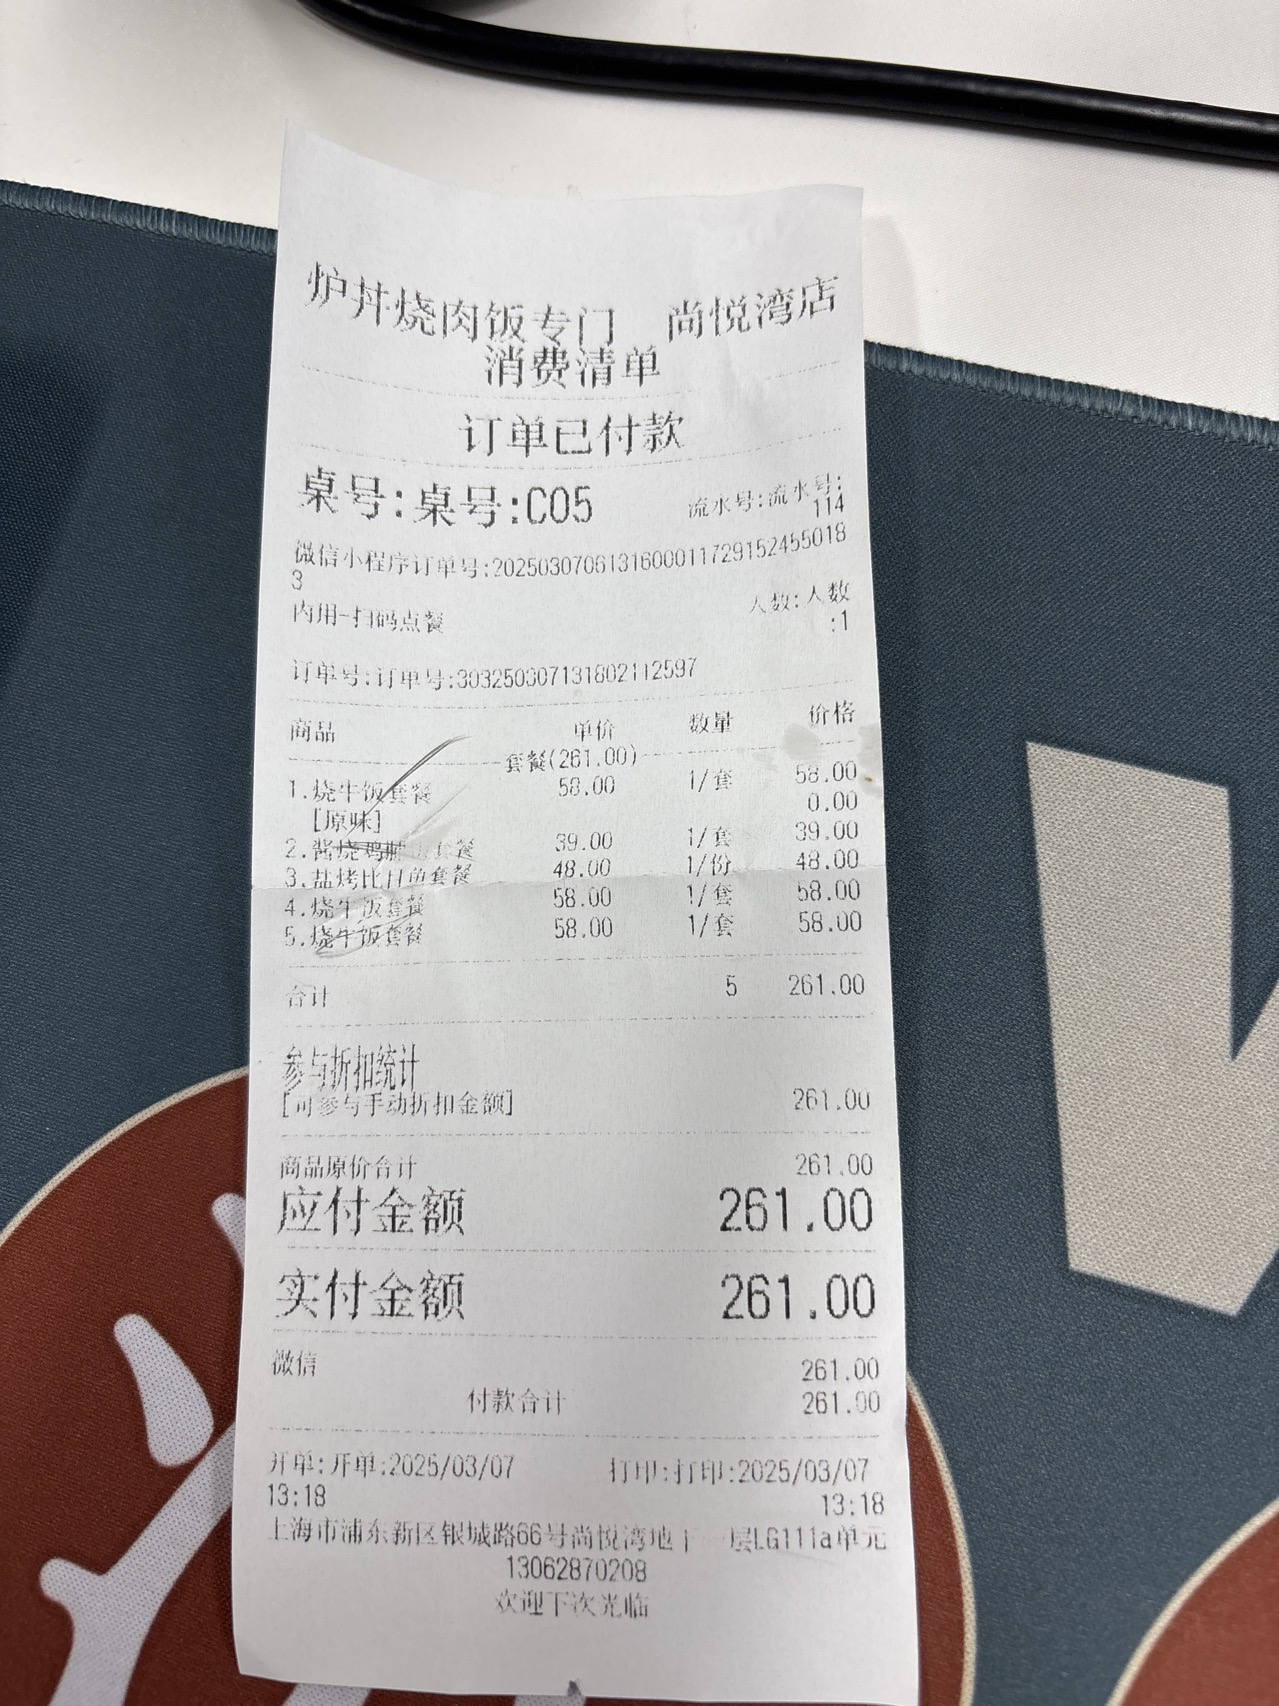 炉丼烧肉饭专门 尚悦湾店
消费清单
订单已付款
桌号:桌号:C05 流水号:流水号:
114
微信小程序订单号:2025030706131600011729152455018
3
内用-扫码点餐 人数:人数
:1
订单号:订单号:3032503071318021 12597
商品 单价 数量 价格
套餐(261.00)
1.烧牛饭套餐 58.00 1/套 58.00
[原味] 0.00
2.酱烧鸡腩 套餐 39.00 1/套 39.00
3.盐烤比目鱼套餐 48.00 1/份 48.00
4.烧牛饭套餐 58.00 1/套 58.00
5.烧牛饭套餐 58.00 1/套 58.00
合计 5 261.00
参与折扣统计
[可参与手动折扣金额] 261.00
商品原价合计 261.00
应付金额 261.00
实付金额 261.00
微信 261.00
付款合计 261.00
开单:开单:2025/03/07 打印:打印:2025/03/07
13:18 13:18
上海市浦东新区银城路66号尚悦湾地下一层LG111a单元
13062870208
欢迎下次光临